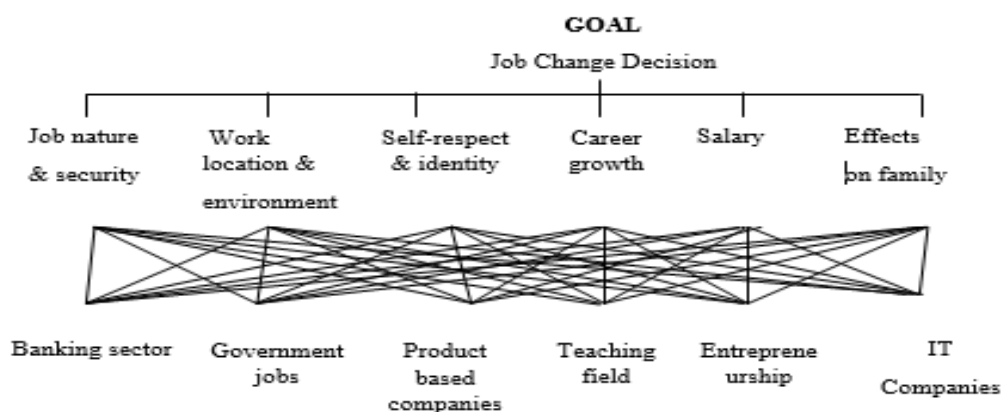 GOAL
Job Change Decision
Job nature
& security
Work
location &
environment
Self-respect
& identity
Career
growth
Salary
Effects
on family
Banking sector
Government
jobs
Product
based
companies
Teaching
field
Entreprene
urship
IT
Companies